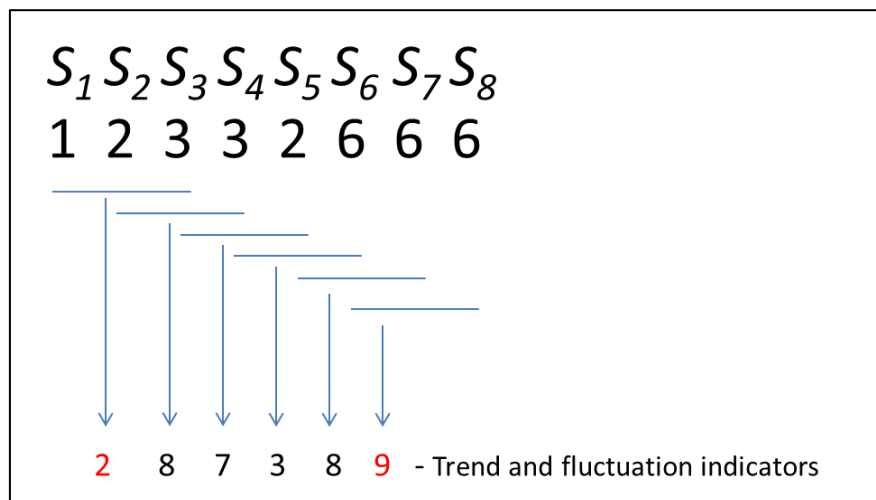 S1 S2 S3 S4 S5 S6 S7 S8
1 2 3 3 2 6 6 6
2 8 7 3 8 9 - Trend and fluctuation indicators